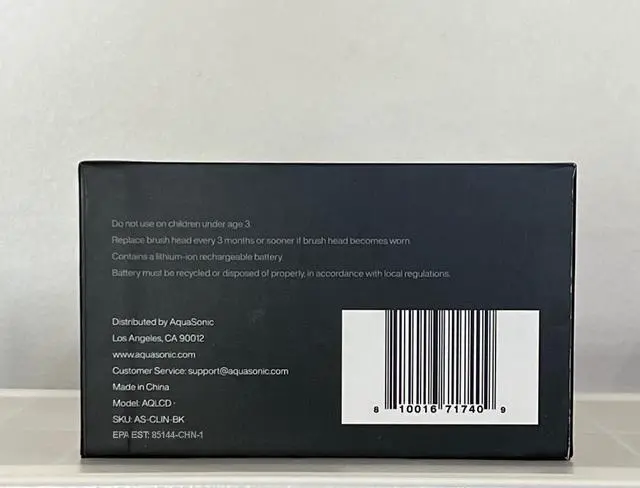 Do not use on children under age 3.
Replace brush head every 3 months or sooner if brush head becomes worn.
Contains a lithium-ion rechargeable battery.
Battery must be recycled or disposed of properly, in accordance with local regulations.
Distributed by AquaSonic
Los Angeles, CA 90012
www.aquasonic.com
Customer Service: support@aquasonic.com
Made in China
Model: AQLCD -
SKU: AS-CLIN-BK
EPA EST: 85144-CHN-1
8 10016 71740 9